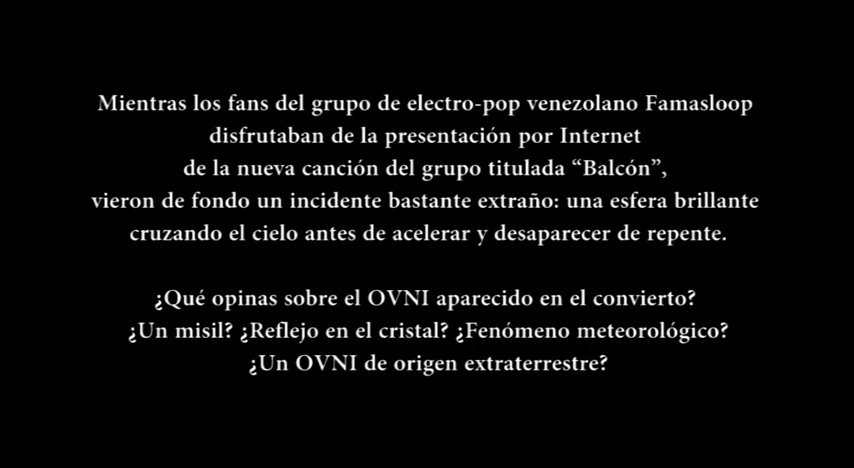 Mientras los fans del grupo de electro-pop venezolano Famasloop
disfrutaban de la presentación por Internet
de la nueva canción del grupo titulada “Balcón”,
vieron de fondo un incidente bastante extraño: una esfera brillante
cruzando el cielo antes de acelerar y desaparecer de repente.
¿Qué opinas sobre el OVNI aparecido en el convierto?
¿Un misil? ¿Reflejo en el cristal? ¿Fenómeno meteorológico?
¿Un OVNI de origen extraterrestre?